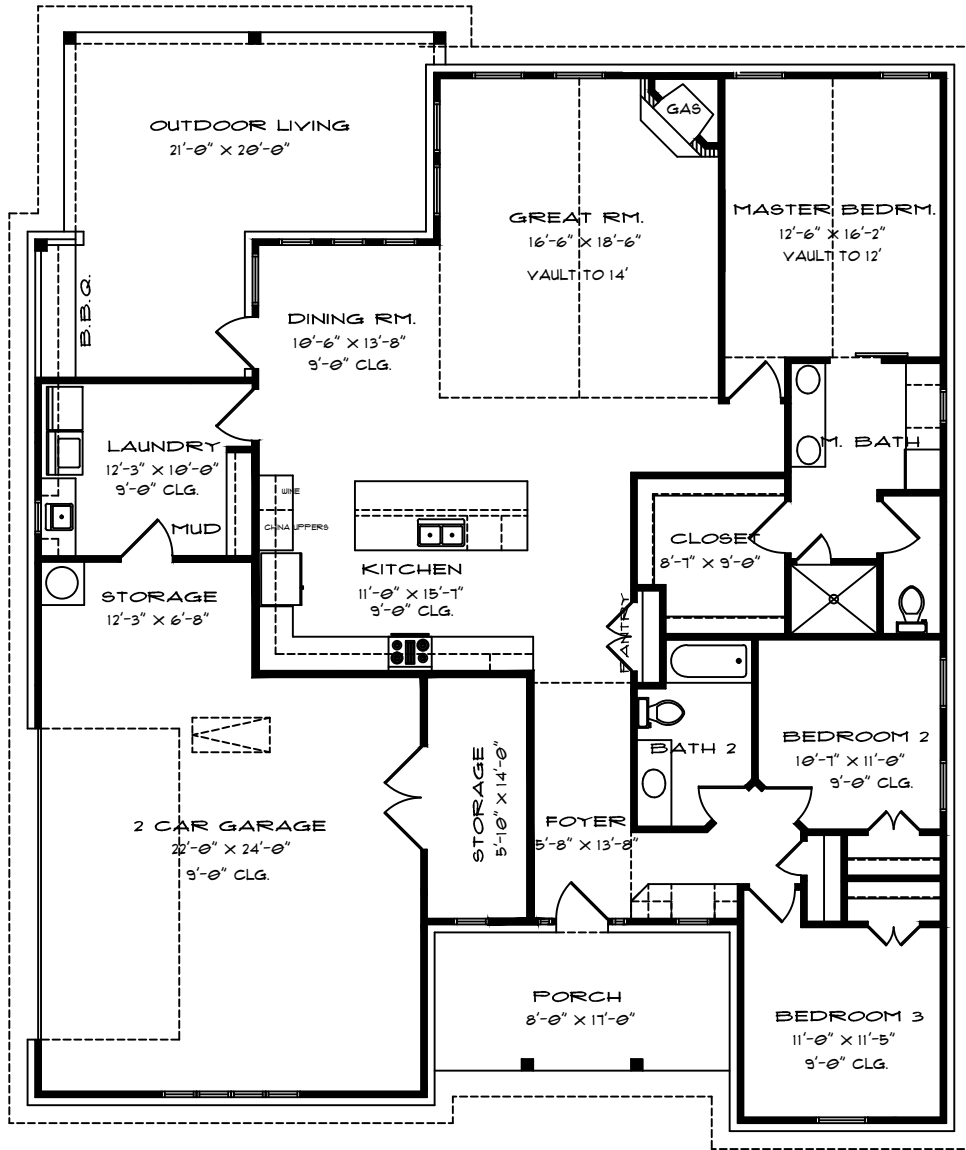 OUTDOOR LIVING
21'-0" X 20'-0"
GAS
GREAT RM.
16'-6" X 18'-6"
VAULT TO 14'
MASTER BEDRM.
12'-6" X 16'-2"
VAULT TO 12'
B.B.Q.
DINING RM.
10'-6" X 13'-8"
9'-0" CLG.
LAUNDRY
12'-3" X 10'-0"
9'-0" CLG.
MUD
M. BATH
WINE
CHINA UPPERS
KITCHEN
11'-0" X 15'-7"
9'-0" CLG.
CLOSET
8'-7" X 9'-0"
STORAGE
12'-3" X 6'-8"
PANTRY
BATH 2
BEDROOM 2
10'-7" X 11'-0"
9'-0" CLG.
2 CAR GARAGE
22'-0" X 24'-0"
9'-0" CLG.
STORAGE
5'-10" X 14'-0"
FOYER
5'-8" X 13'-8"
PORCH
8'-0" X 17'-0"
BEDROOM 3
11'-0" X 11'-5"
9'-0" CLG.